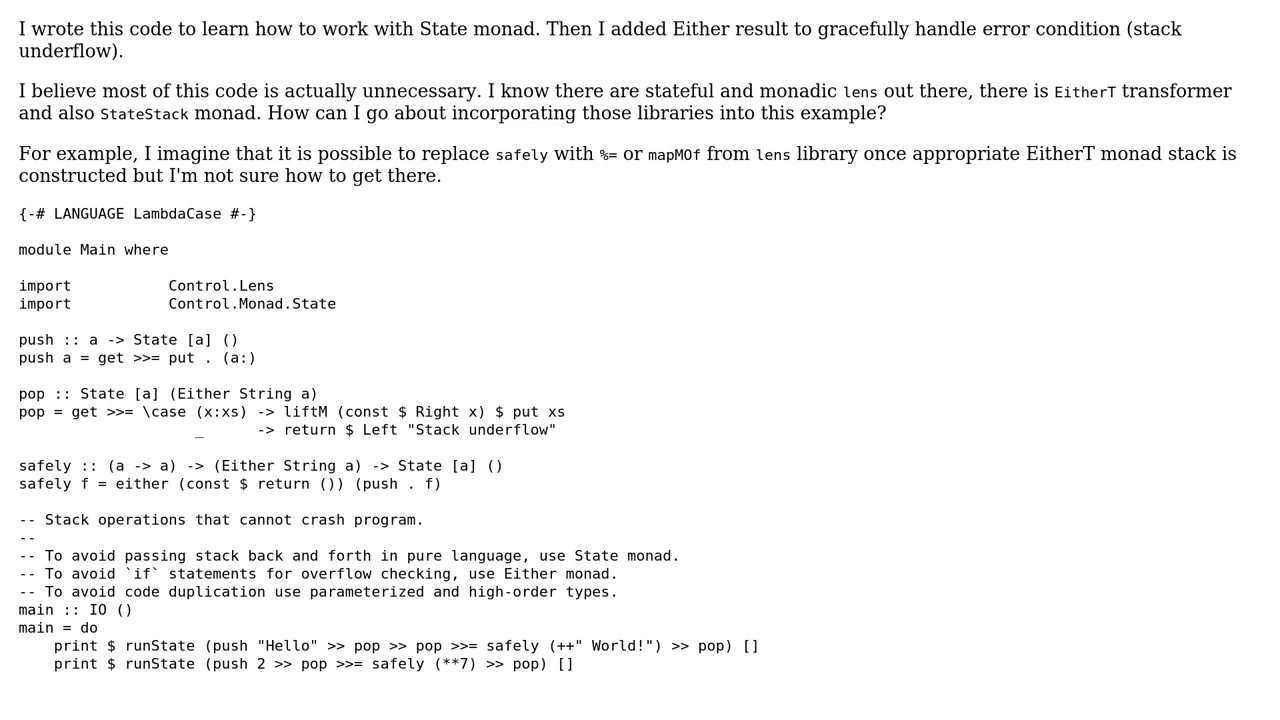 I wrote this code to learn how to work with State monad. Then I added Either result to gracefully handle error condition (stack
underflow).
I believe most of this code is actually unnecessary. I know there are stateful and monadic lens out there, there is EitherT transformer
and also StateStack monad. How can I go about incorporating those libraries into this example?
For example, I imagine that it is possible to replace safely with %= or mapMOf from lens library once appropriate EitherT monad stack is
constructed but I'm not sure how to get there.
{-# LANGUAGE LambdaCase #-}
module Main where
import           Control.Lens
import           Control.Monad.State
push :: a -> State [a] ()
push a = get >>= put . (a:)
pop :: State [a] (Either String a)
pop = get >>= \case (x:xs) -> liftM (const $ Right x) $ put xs
                    _      -> return $ Left "Stack underflow"
safely :: (a -> a) -> (Either String a) -> State [a] ()
safely f = either (const $ return ()) (push . f)
-- Stack operations that cannot crash program.
--
-- To avoid passing stack back and forth in pure language, use State monad.
-- To avoid `if` statements for overflow checking, use Either monad.
-- To avoid code duplication use parameterized and high-order types.
main :: IO ()
main = do
    print $ runState (push "Hello" >> pop >> pop >>= safely (++" World!") >> pop) []
    print $ runState (push 2 >> pop >>= safely (**7) >> pop) []